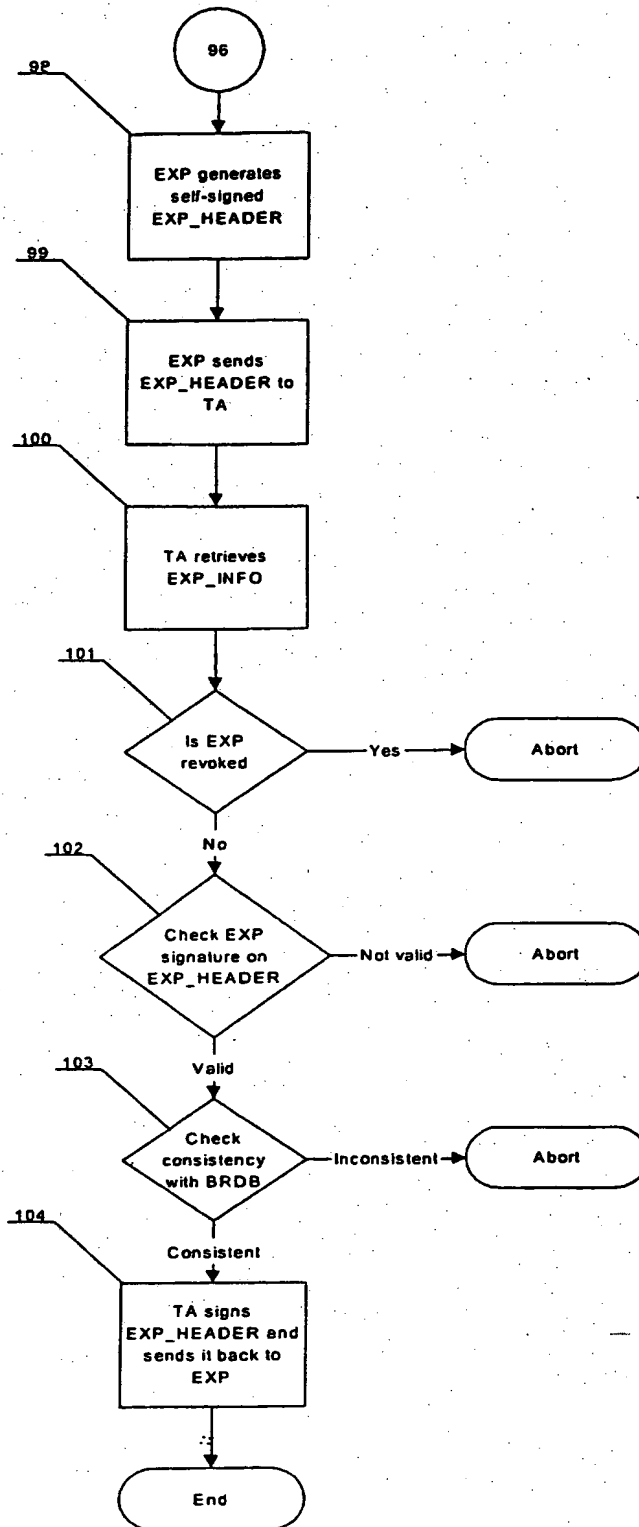 96
98
EXP generates
self-signed
EXP_HEADER
99
EXP sends
EXP_HEADER to
TA
100
TA retrieves
EXP_INFO
101
Is EXP
revoked
Yes
Abort
No
102
Check EXP
signature on
EXP_HEADER
Not valid
Abort
Valid
103
Check
consistency
with BRDB
Inconsistent
Abort
Consistent
104
TA signs
EXP_HEADER and
sends it back to
EXP
End